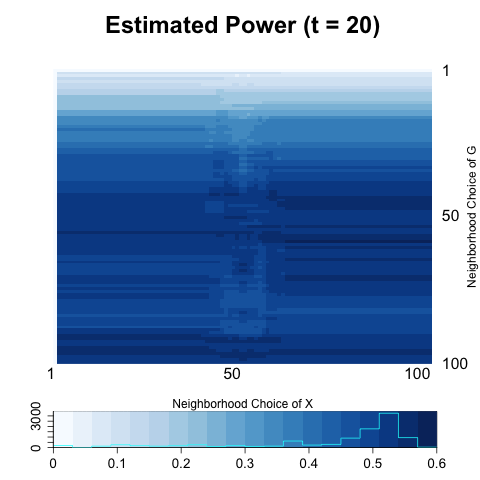 Estimated Power (t = 20)
1
50
100
Neighborhood Choice of G
1 50 100
Neighborhood Choice of X
3000
0
0 0.1 0.2 0.3 0.4 0.5 0.6